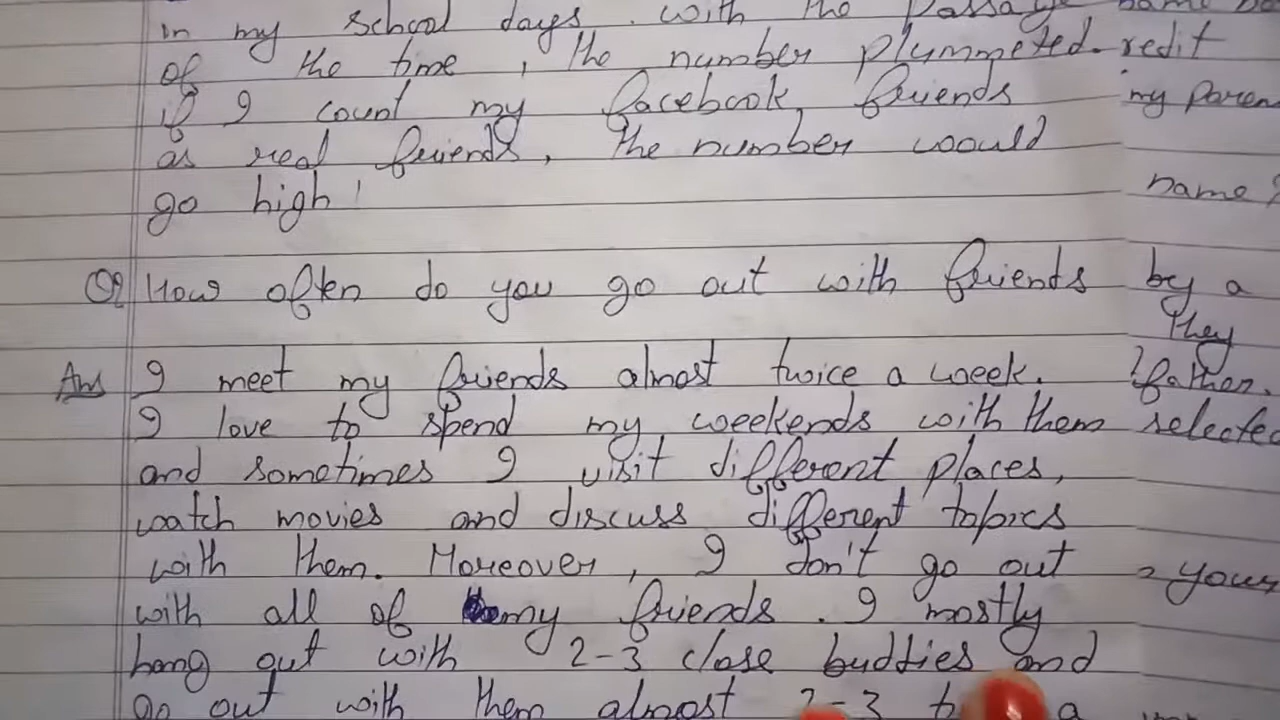 in my school days. with the passage
of the time, the number plummeted.
if I count my facebook friends
as real friends, the number would
go high!
Q2 How often do you go out with friends
Ans I meet my friends almost twice a week.
I love to spend my weekends with them
and sometimes I visit different places,
watch movies and discuss different topics
with them. Moreover, I don't go out
with all of my friends. I mostly
hang out with 2-3 close buddies and
go out with them almost 2-3 a
name
redit
my paren
name
by a
they
father.
selected
your